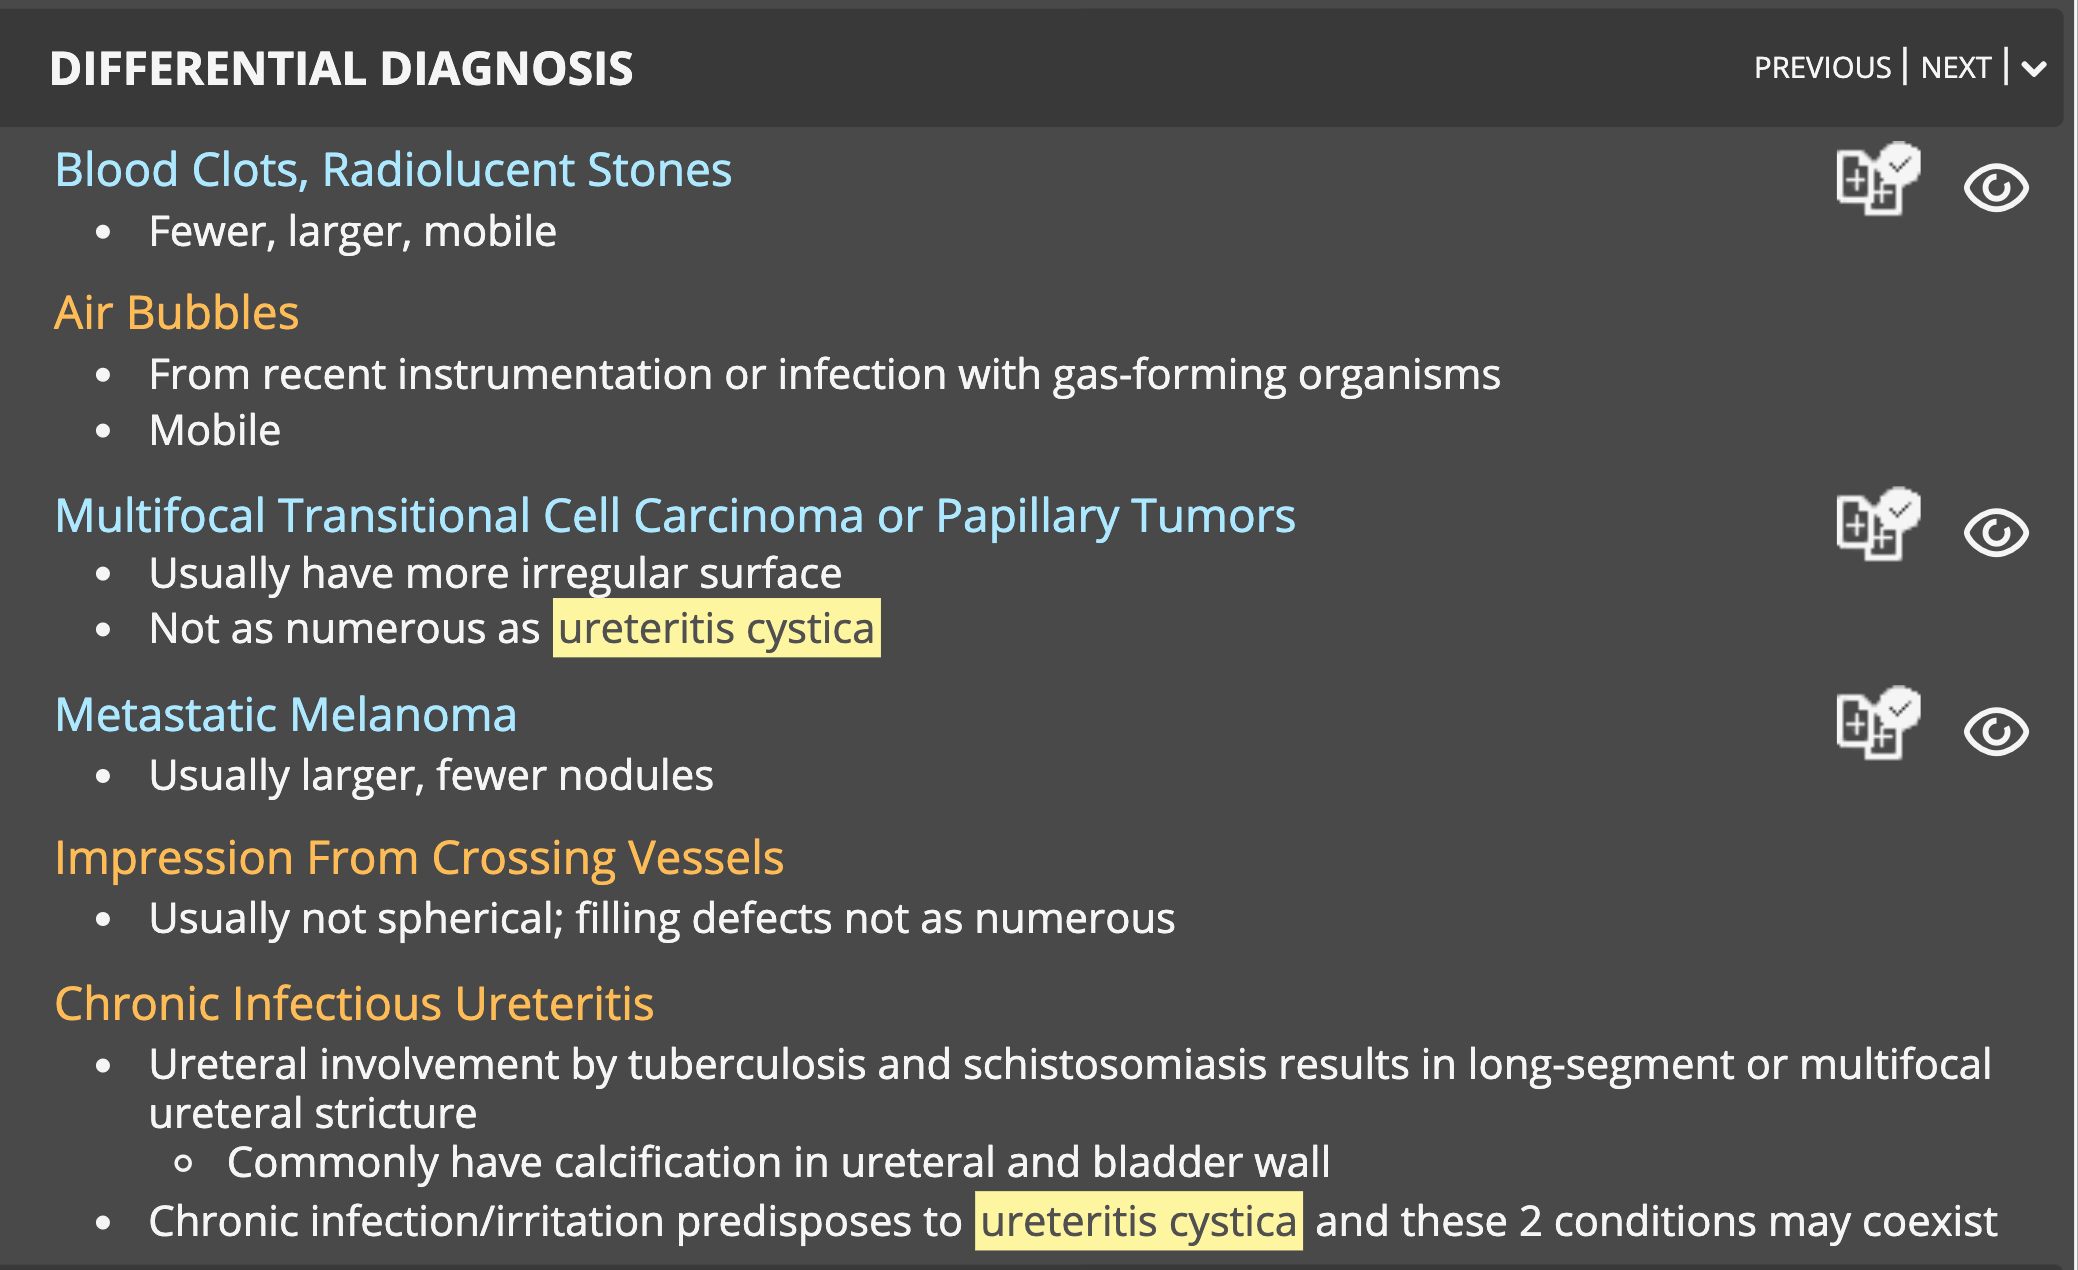 DIFFERENTIAL DIAGNOSIS
PREVIOUS | NEXT |
Blood Clots, Radiolucent Stones
• Fewer, larger, mobile
Air Bubbles
• From recent instrumentation or infection with gas-forming organisms
• Mobile
Multifocal Transitional Cell Carcinoma or Papillary Tumors
• Usually have more irregular surface
• Not as numerous as ureteritis cystica
Metastatic Melanoma
• Usually larger, fewer nodules
Impression From Crossing Vessels
• Usually not spherical; filling defects not as numerous
Chronic Infectious Ureteritis
• Ureteral involvement by tuberculosis and schistosomiasis results in long-segment or multifocal
ureteral stricture
○ Commonly have calcification in ureteral and bladder wall
• Chronic infection/irritation predisposes to ureteritis cystica and these 2 conditions may coexist